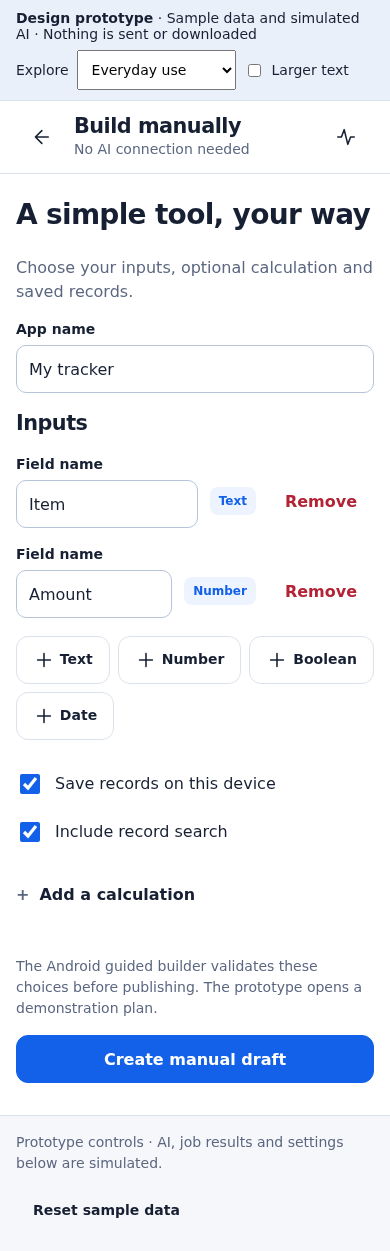 Design prototype · Sample data and simulated
AI · Nothing is sent or downloaded
Explore Everyday use Larger text
Build manually
No AI connection needed
A simple tool, your way
Choose your inputs, optional calculation and
saved records.
App name
My tracker
Inputs
Field name
Item Text Remove
Field name
Amount Number Remove
+ Text + Number + Boolean
+ Date
Save records on this device
Include record search
+ Add a calculation
The Android guided builder validates these
choices before publishing. The prototype opens a
demonstration plan.
Create manual draft
Prototype controls · AI, job results and settings
below are simulated.
Reset sample data